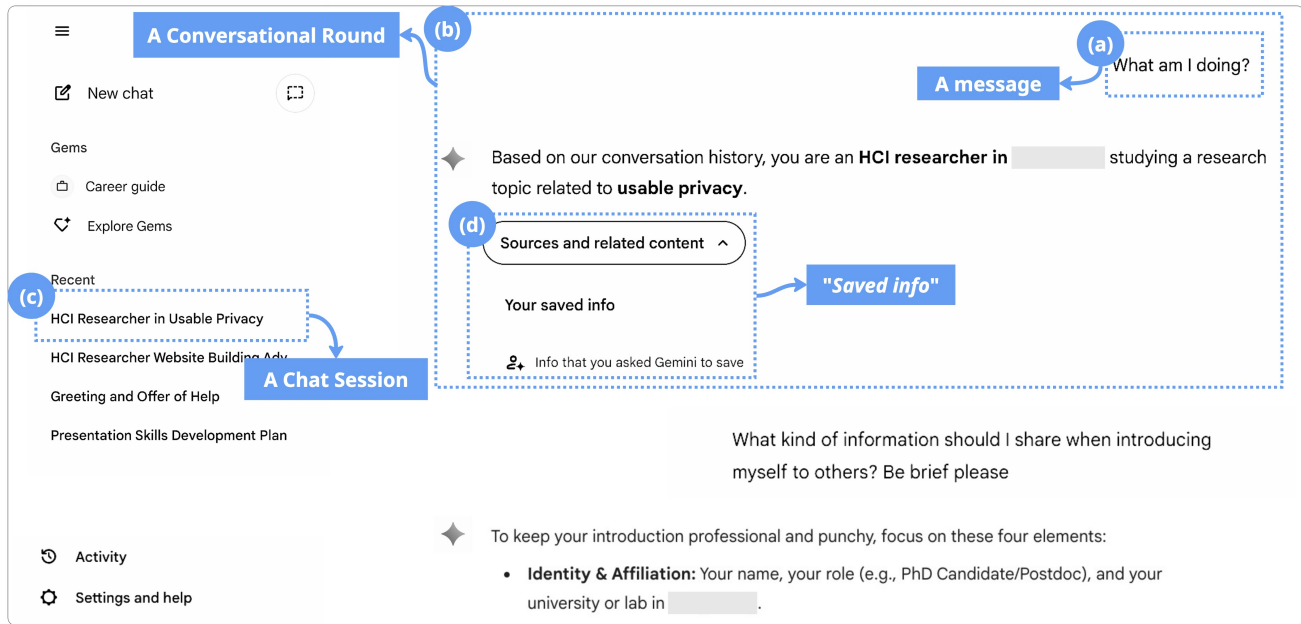 A Conversational Round
(b)
(a)
What am I doing?
A message
New chat
Gems
Career guide
Explore Gems
Recent
(c)
HCI Researcher in Usable Privacy
HCI Researcher Website Building Adv
A Chat Session
Greeting and Offer of Help
Presentation Skills Development Plan
Activity
Settings and help
Based on our conversation history, you are an HCI researcher in studying a research
topic related to usable privacy.
(d)
Sources and related content
"Saved info"
Your saved info
Info that you asked Gemini to save
What kind of information should I share when introducing
myself to others? Be brief please
To keep your introduction professional and punchy, focus on these four elements:
• Identity & Affiliation: Your name, your role (e.g., PhD Candidate/Postdoc), and your
university or lab in .